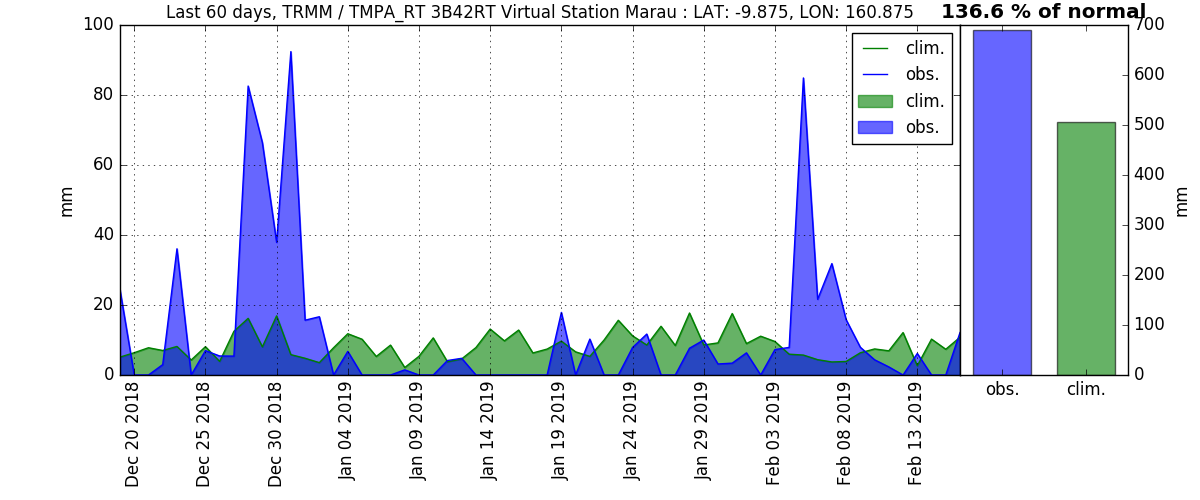 Last 60 days, TRMM / TMPA_RT 3B42RT Virtual Station Marau : LAT: -9.875, LON: 160.875
136.6 % of normal
100
80
60
40
20
0
mm
clim.
obs.
clim.
obs.
700
600
500
400
300
200
100
0
mm
Dec 20 2018
Dec 25 2018
Dec 30 2018
Jan 04 2019
Jan 09 2019
Jan 14 2019
Jan 19 2019
Jan 24 2019
Jan 29 2019
Feb 03 2019
Feb 08 2019
Feb 13 2019
obs.
clim.